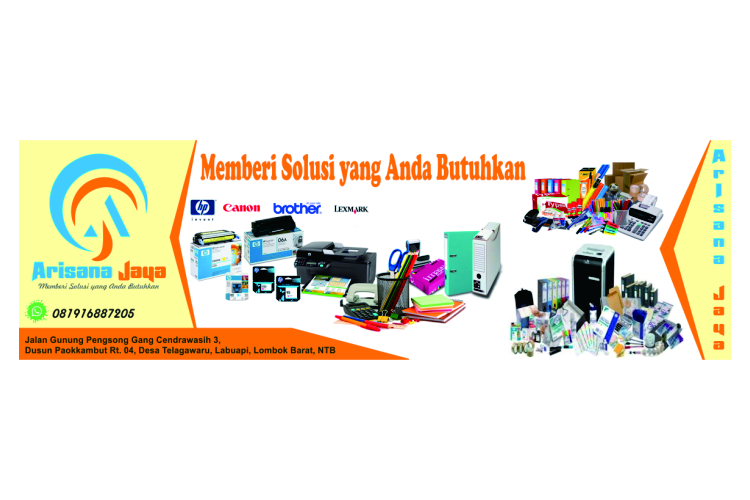 Memberi Solusi yang Anda Butuhkan
hp
invent
Canon
brother
LEXMARK
Arisana Jaya
Memberi Solusi yang Anda Butuhkan
081916887205
Jalan Gunung Pengsong Gang Cendrawasih 3,
Dusun Paokkambut Rt. 04, Desa Telagawaru, Labuapi, Lombok Barat, NTB
Arisana Jaya